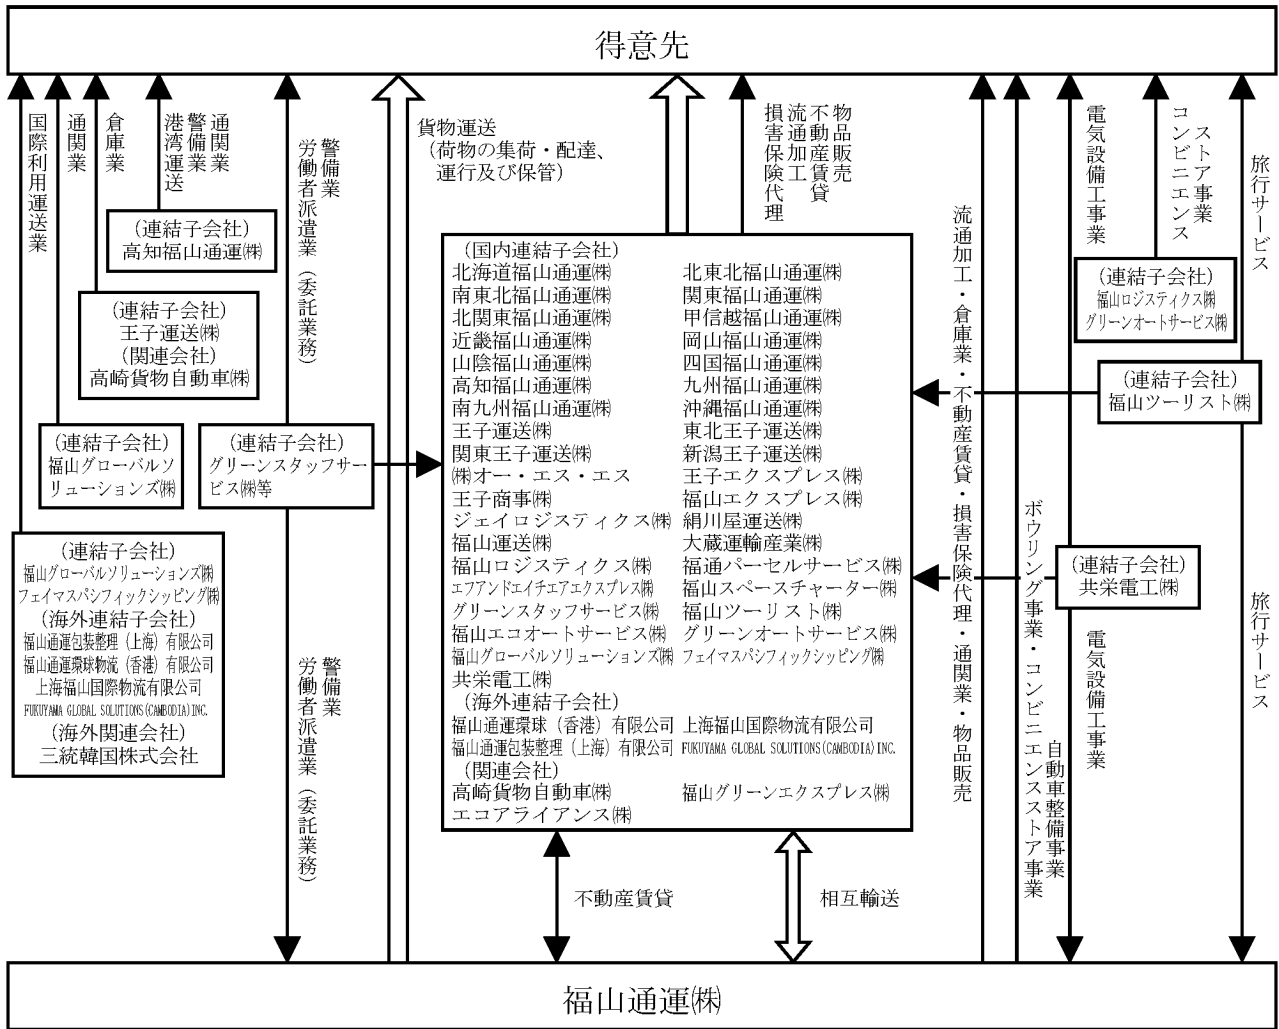 得意先
国際利用運送業
通関業
倉庫業
通関業
警備業
港湾運送
警備業
労働者派遣業(委託業務)
貨物運送
(荷物の集荷・配達、
運行及び保管)
物品販売
不動産賃貸
流通加工
損害保険代理
流通加工・倉庫業・不動産賃貸・損害保険代理・通関業・物品販売
ボウリング事業・コンビニエンスストア事業
自動車整備事業
電気設備工事業
コンビニエンス
ストア事業
旅行サービス
(連結子会社)
高知福山通運㈱
(連結子会社)
王子運送㈱
(関連会社)
高崎貨物自動車㈱
(連結子会社)
福山グローバルソ
リューションズ㈱
(連結子会社)
グリーンスタッフサー
ビス㈱等
(連結子会社)
福山グローバルソリューションズ㈱
フェイマスパシフィックシッピング㈱
(海外連結子会社)
福山通運包装整理(上海)有限公司
福山通運環球物流(香港)有限公司
上海福山国際物流有限公司
FUKUYAMA GLOBAL SOLUTIONS(CAMBODIA)INC.
(海外関連会社)
三統韓国株式会社
警備業
労働者派遣業(委託業務)
(国内連結子会社)
北海道福山通運㈱ 北東北福山通運㈱
南東北福山通運㈱ 関東福山通運㈱
北関東福山通運㈱ 甲信越福山通運㈱
近畿福山通運㈱ 岡山福山通運㈱
山陰福山通運㈱ 四国福山通運㈱
高知福山通運㈱ 九州福山通運㈱
南九州福山通運㈱ 沖縄福山通運㈱
王子運送㈱ 東北王子運送㈱
関東王子運送㈱ 新潟王子運送㈱
㈱オー・エス・エス 王子エクスプレス㈱
王子商事㈱ 福山エクスプレス㈱
ジェイロジスティクス㈱ 絹川屋運送㈱
福山運送㈱ 大蔵運輸産業㈱
福山ロジスティクス㈱ 福通パーセルサービス㈱
エフアンドエイチエアエクスプレス㈱ 福山スペースチャーター㈱
グリーンスタッフサービス㈱ 福山ツーリスト㈱
福山エコオートサービス㈱ グリーンオートサービス㈱
福山グローバルソリューションズ㈱ フェイマスパシフィックシッピング㈱
共栄電工㈱
(海外連結子会社)
福山通運環球(香港)有限公司 上海福山国際物流有限公司
福山通運包装整理(上海)有限公司 FUKUYAMA GLOBAL SOLUTIONS(CAMBODIA)INC.
(関連会社)
高崎貨物自動車㈱ 福山グリーンエクスプレス㈱
エコアライアンス㈱
(連結子会社)
福山ロジスティクス㈱
グリーンオートサービス㈱
(連結子会社)
福山ツーリスト㈱
(連結子会社)
共栄電工㈱
電気設備工事業
旅行サービス
不動産賃貸
相互輸送
福山通運㈱